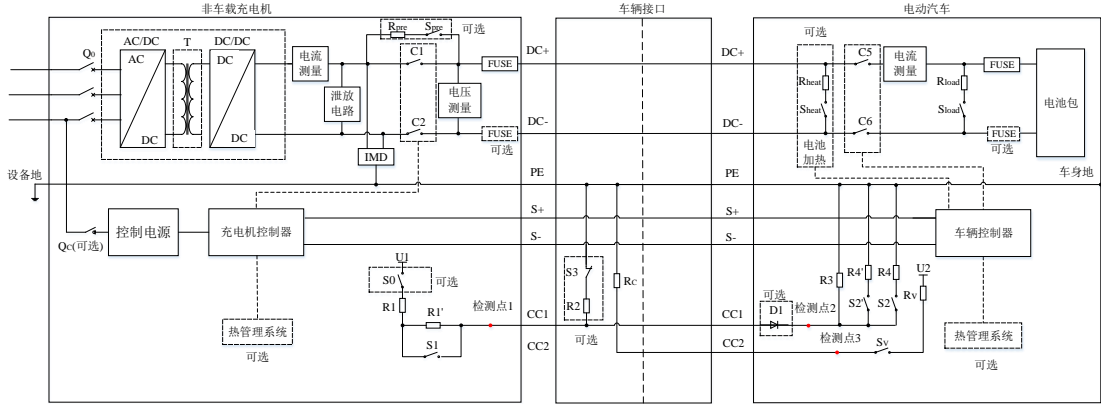 非车载充电机
车辆接口
电动汽车
Q0
AC/DC
AC
DC
T
DC/DC
DC
DC
电流
测量
泄放
电路
Rpre
Spre
可选
C1
C2
IMD
电压
测量
FUSE
FUSE
可选
DC+
DC-
PE
S+
S-
CC1
CC2
设备地
QC(可选)
控制电源
充电机控制器
热管理系统
可选
U1
S0
可选
R1
R1'
S1
检测点1
S3
可选
R2
可选
RC
DC+
DC-
PE
S+
S-
CC1
CC2
可选
Rheat
Sheat
电池
加热
C5
C6
电流
测量
Rload
Sload
FUSE
FUSE
可选
电池包
车身地
车辆控制器
R3
R4'
R4
S2'
S2
U2
RV
可选
D1
检测点2
检测点3
SV
热管理系统
可选